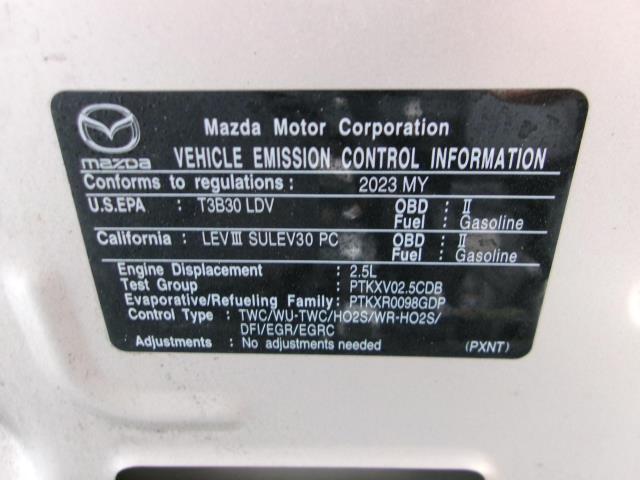 Mazda Motor Corporation
mazda VEHICLE EMISSION CONTROL INFORMATION
Conforms to regulations : 2023 MY
U.S.EPA : T3B30 LDV OBD : II
Fuel : Gasoline
California : LEVIII SULEV30 PC OBD : II
Fuel : Gasoline
Engine Displacement : 2.5L
Test Group : PTKXV02.5CDB
Evaporative/Refueling Family: PTKXR0098GDP
Control Type : TWC/WU-TWC/HO2S/WR-HO2S/
DFI/EGR/EGRC
Adjustments : No adjustments needed (PXNT)